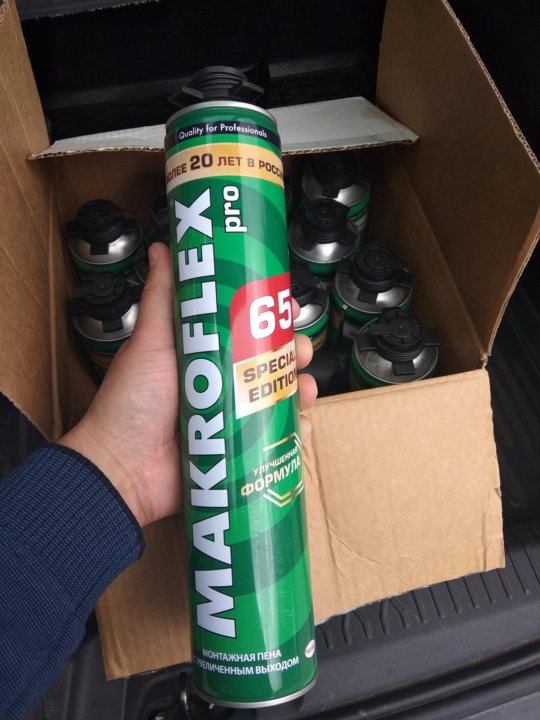 Quality for Professionals
БОЛЕЕ 20 ЛЕТ В РОССИ
MAKROFLEX
pro
65
SPECIAL
EDITION
УЛУЧШЕННАЯ
ФОРМУЛА
МОНТАЖНАЯ ПЕНА
С УВЕЛИЧЕННЫМ ВЫХОДОМ